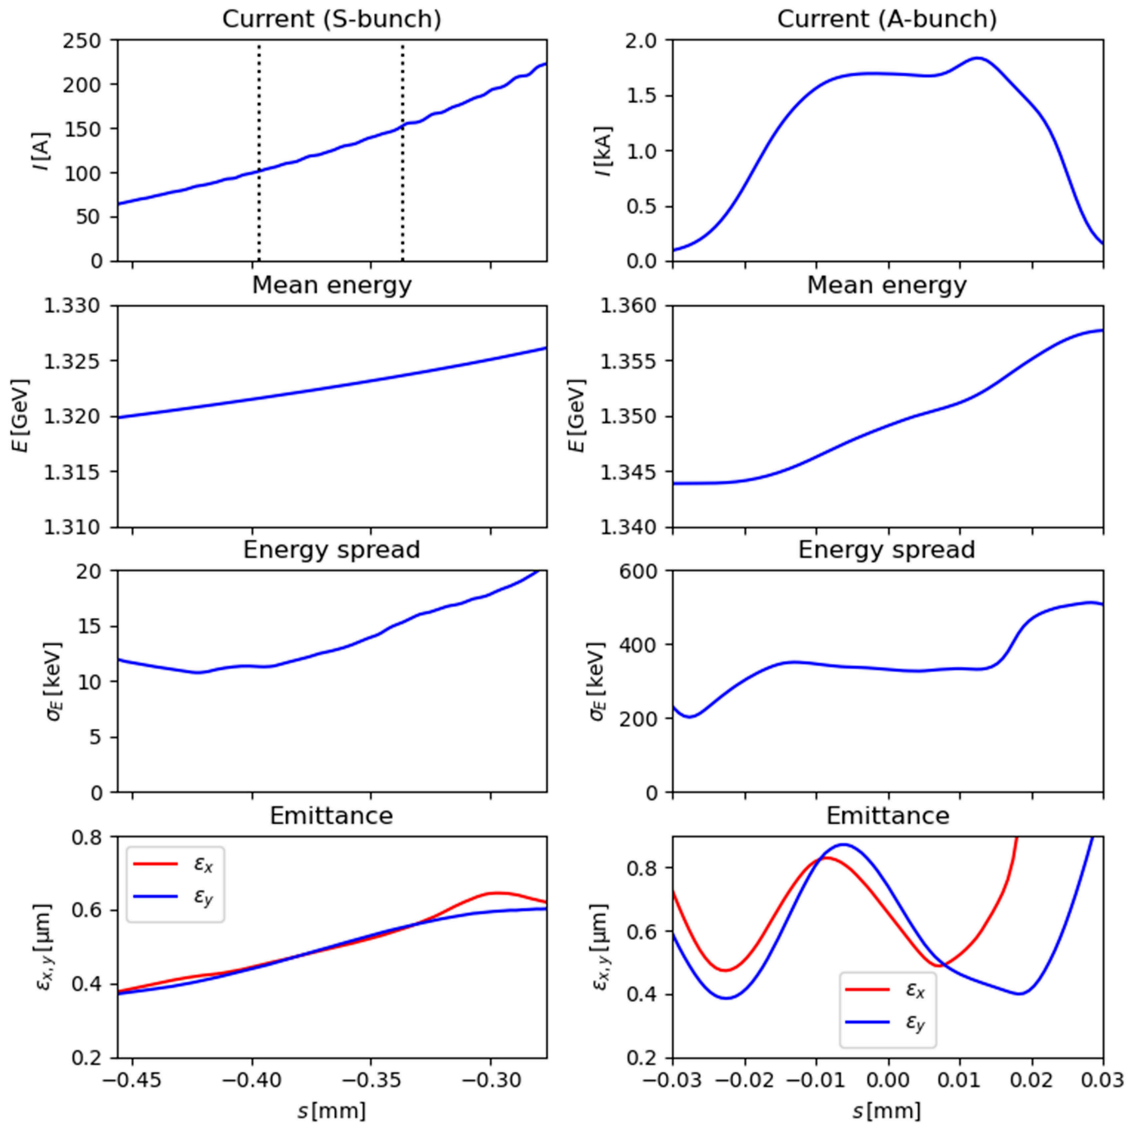 Current (S-bunch)
250
200
150
100
50
0
I [A]
Current (A-bunch)
2.0
1.5
1.0
0.5
0.0
I [kA]
Mean energy
1.330
1.325
1.320
1.315
1.310
E [GeV]
Mean energy
1.360
1.355
1.350
1.345
1.340
E [GeV]
Energy spread
20
15
10
5
0
σE [keV]
Energy spread
600
400
200
0
σE [keV]
Emittance
0.8
0.6
0.4
0.2
εx,y [μm]
εx
εy
−0.45 −0.40 −0.35 −0.30
s [mm]
Emittance
0.8
0.6
0.4
0.2
εx,y [μm]
εx
εy
−0.03 −0.02 −0.01 0.00 0.01 0.02 0.03
s [mm]